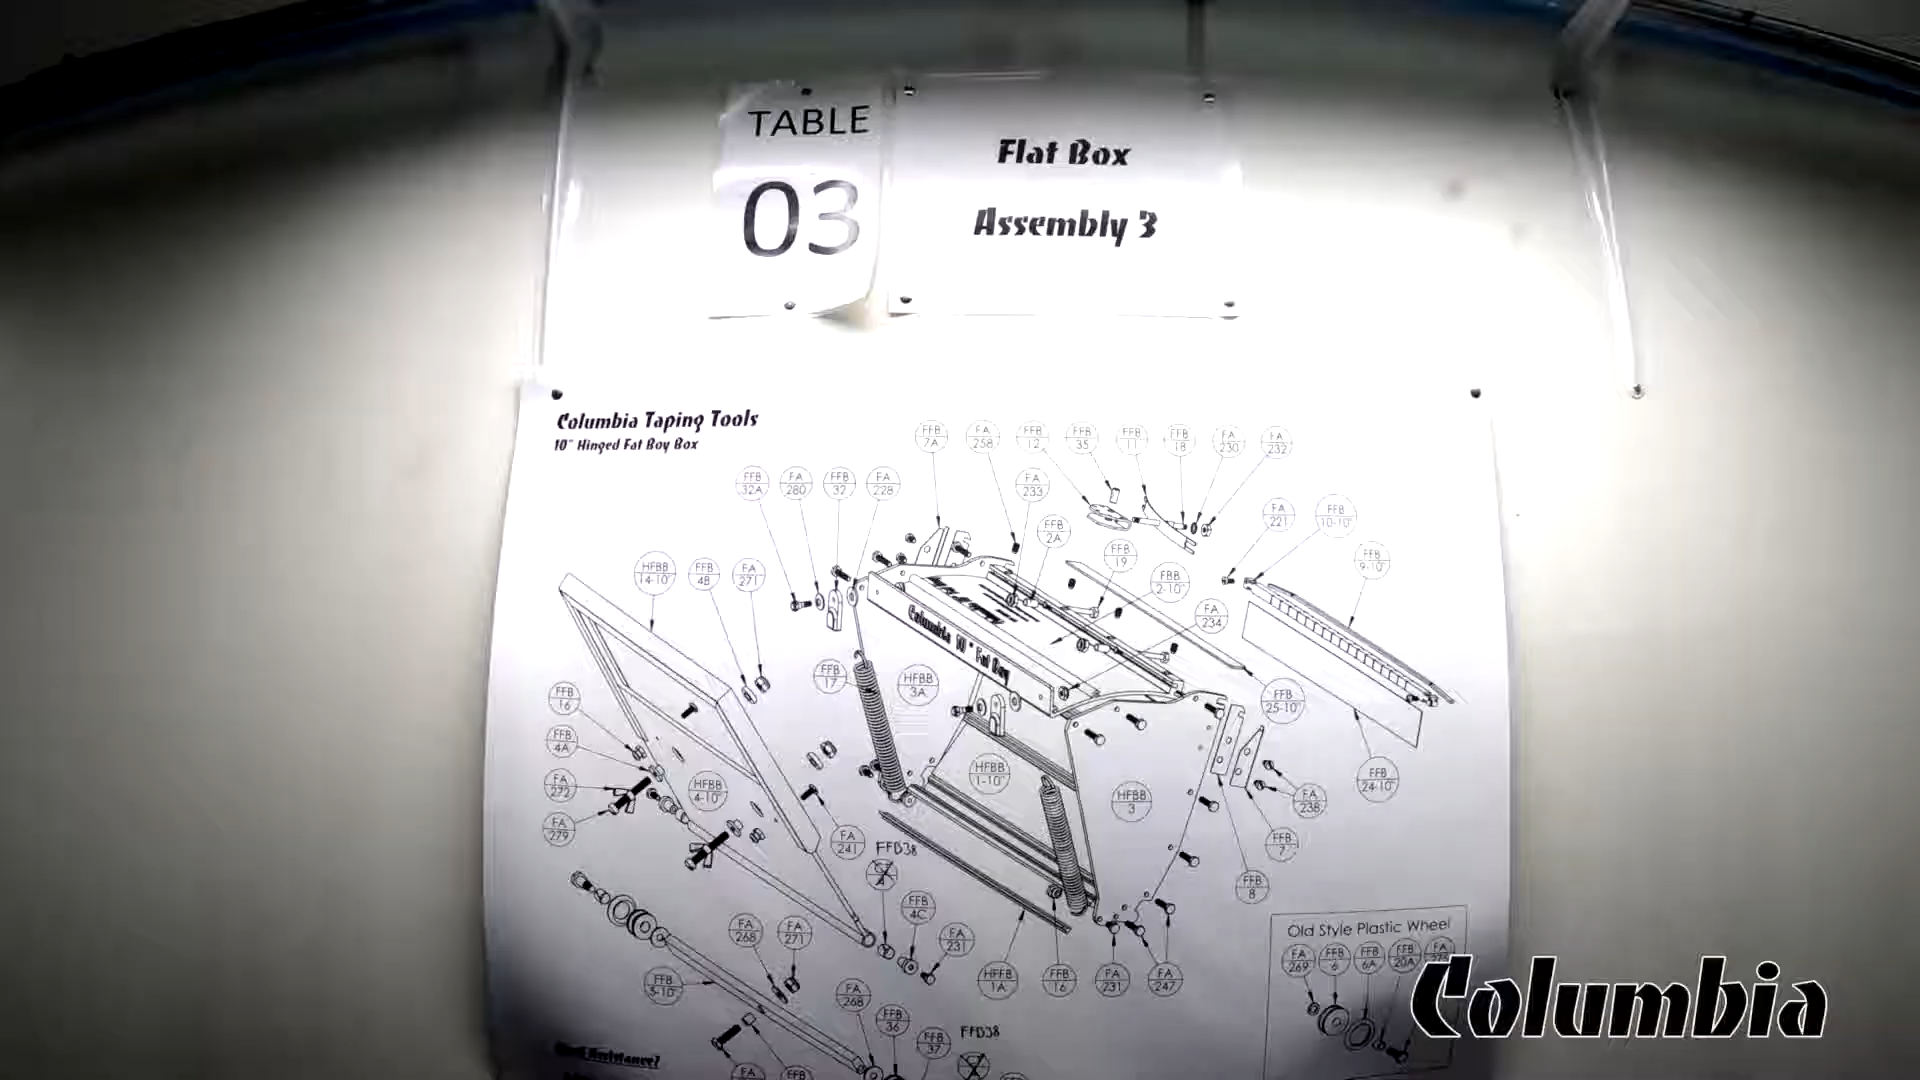 TABLE
03
Flat Box
Assembly 3
Columbia Taping Tools
10" Hinged Fat Boy Box
FFB 7A
FA 258
FFB 12
FFB 35
FFB 11
FFB 18
FA 230
FA 232
FFB 32A
FA 280
FFB 32
FA 228
FA 233
FFB 2A
FFB 19
FBB 2-10"
FA 234
FA 221
FFB 10-10"
FFB 9-10"
HFBB 14-10"
FFB 4B
FA 271
Columbia 10" Fat Boy
FFB 17
HFBB 3A
FFB 16
FFB 4A
FA 272
FA 279
HFBB 4-10"
HFBB 1-10"
HFBB 3
FFB 25-10"
FFB 24-10"
FA 238
FFB 7
FFB 8
FA 241
FFB38
FFB 4C
FA 231
HFFB 1A
FFB 16
FA 231
FA 247
FA 268
FA 271
FFB 5-10"
FA 268
FFB 36
FFB 37
FFB38
Old Style Plastic Wheel
FA 269
FFB 6
FFB 6A
FFB 20A
FA
Assistance?
FA
FFB
Columbia